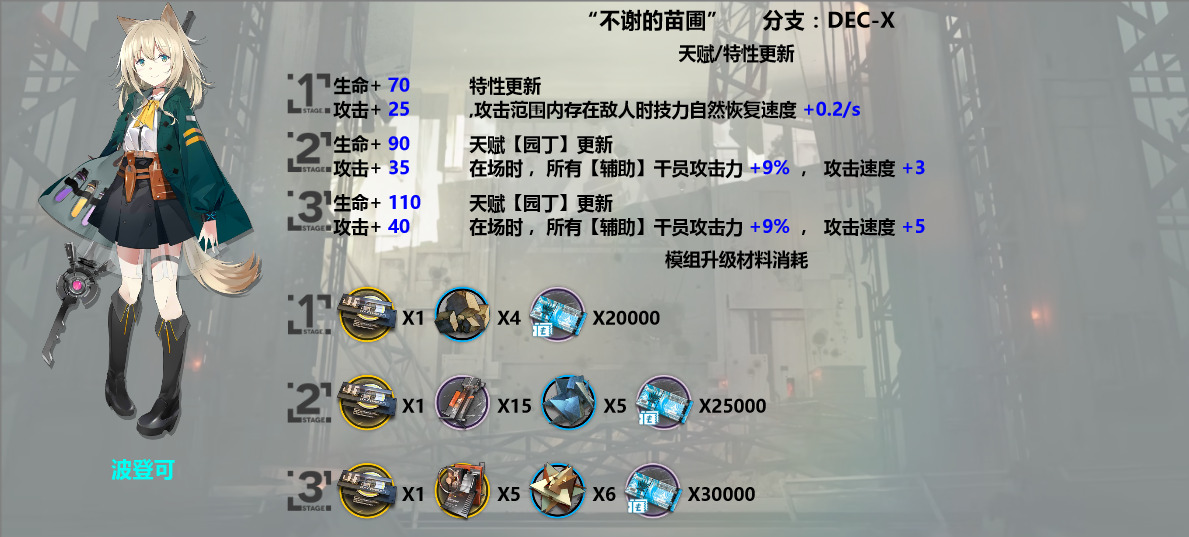 “不谢的苗圃” 分支：DEC-X
天赋/特性更新
1 STAGE. 生命+ 70 特性更新
攻击+ 25 ,攻击范围内存在敌人时技力自然恢复速度 +0.2/s
2 STAGE. 生命+ 90 天赋【园丁】更新
攻击+ 35 在场时，所有【辅助】干员攻击力 +9% ， 攻击速度 +3
3 STAGE. 生命+ 110 天赋【园丁】更新
攻击+ 40 在场时，所有【辅助】干员攻击力 +9% ， 攻击速度 +5
模组升级材料消耗
1 STAGE. X1 X4 X20000
2 STAGE. X1 X15 X5 X25000
波登可
3 STAGE. X1 X5 X6 X30000